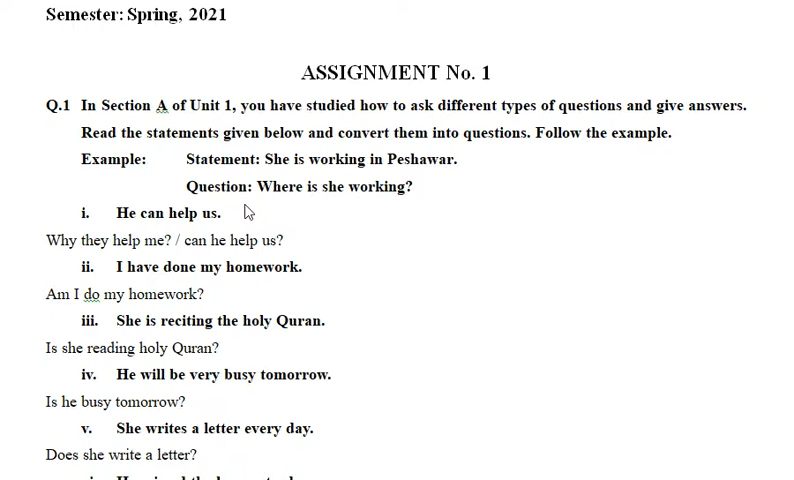 Semester: Spring, 2021
ASSIGNMENT No. 1
Q.1 In Section A of Unit 1, you have studied how to ask different types of questions and give answers.
Read the statements given below and convert them into questions. Follow the example.
Example: Statement: She is working in Peshawar.
Question: Where is she working?
i. He can help us.
Why they help me? / can he help us?
ii. I have done my homework.
Am I do my homework?
iii. She is reciting the holy Quran.
Is she reading holy Quran?
iv. He will be very busy tomorrow.
Is he busy tomorrow?
v. She writes a letter every day.
Does she write a letter?